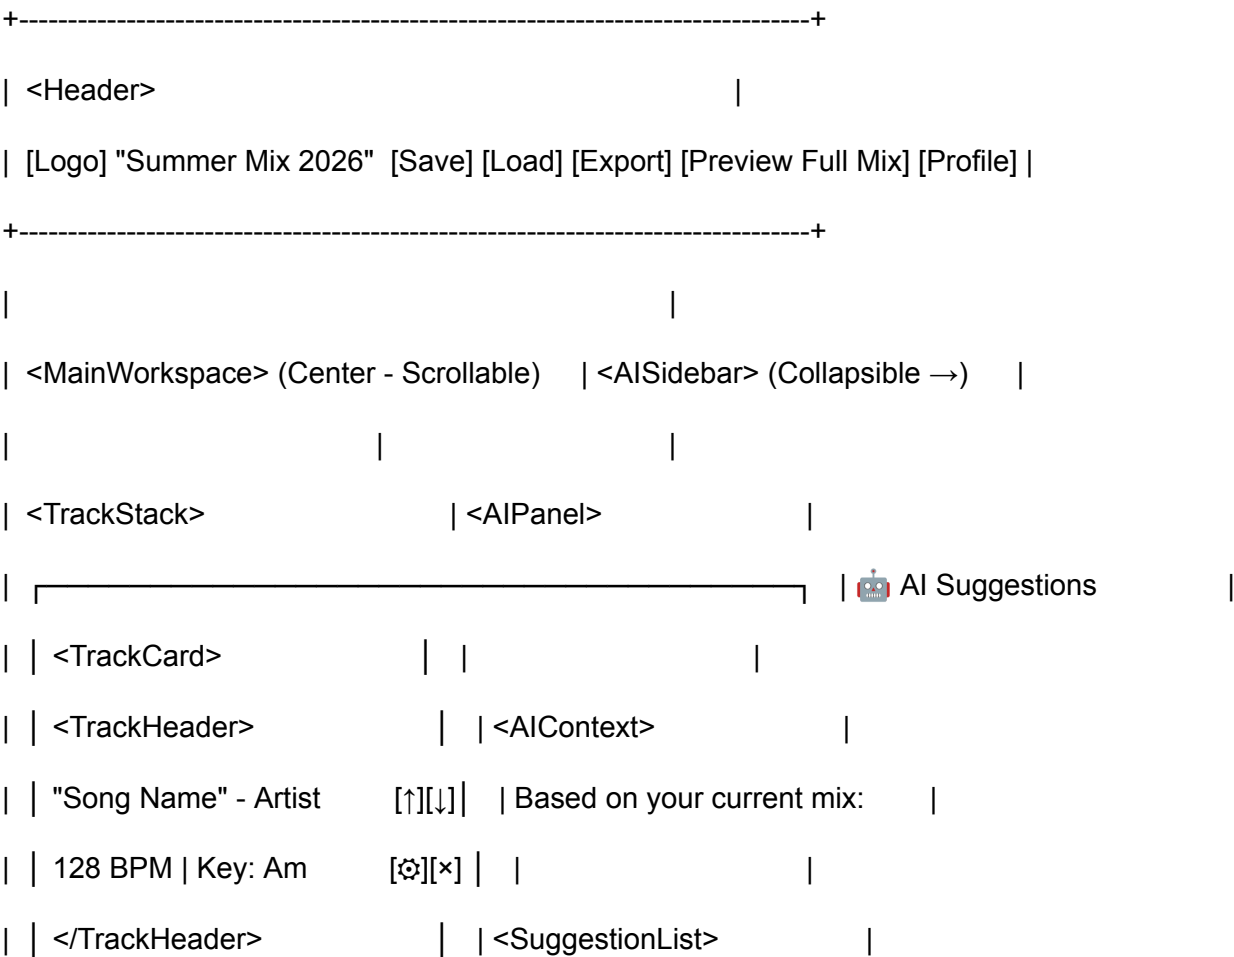 +--------------------------------------------------------------------------------+
| <Header> |
| [Logo] "Summer Mix 2026" [Save] [Load] [Export] [Preview Full Mix] [Profile] |
+--------------------------------------------------------------------------------+
| |
| <MainWorkspace> (Center - Scrollable) | <AISidebar> (Collapsible →) |
| | |
| <TrackStack> | <AIPanel> |
| ┌─────────────────────────────────────┐ | 🤖 AI Suggestions |
| │ <TrackCard> │ | |
| │ <TrackHeader> │ | <AIContext> |
| │ "Song Name" - Artist [↑][↓]│ | Based on your current mix: |
| │ 128 BPM | Key: Am [⚙][×] │ | |
| │ </TrackHeader> │ | <SuggestionList> |